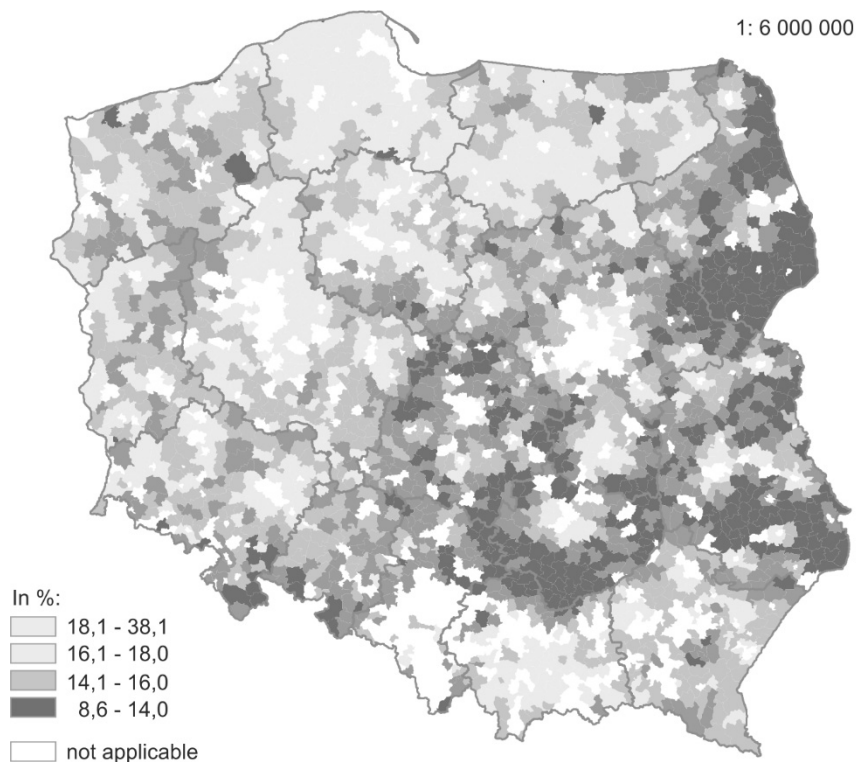 1: 6 000 000
In %:
18,1 - 38,1
16,1 - 18,0
14,1 - 16,0
8,6 - 14,0
not applicable